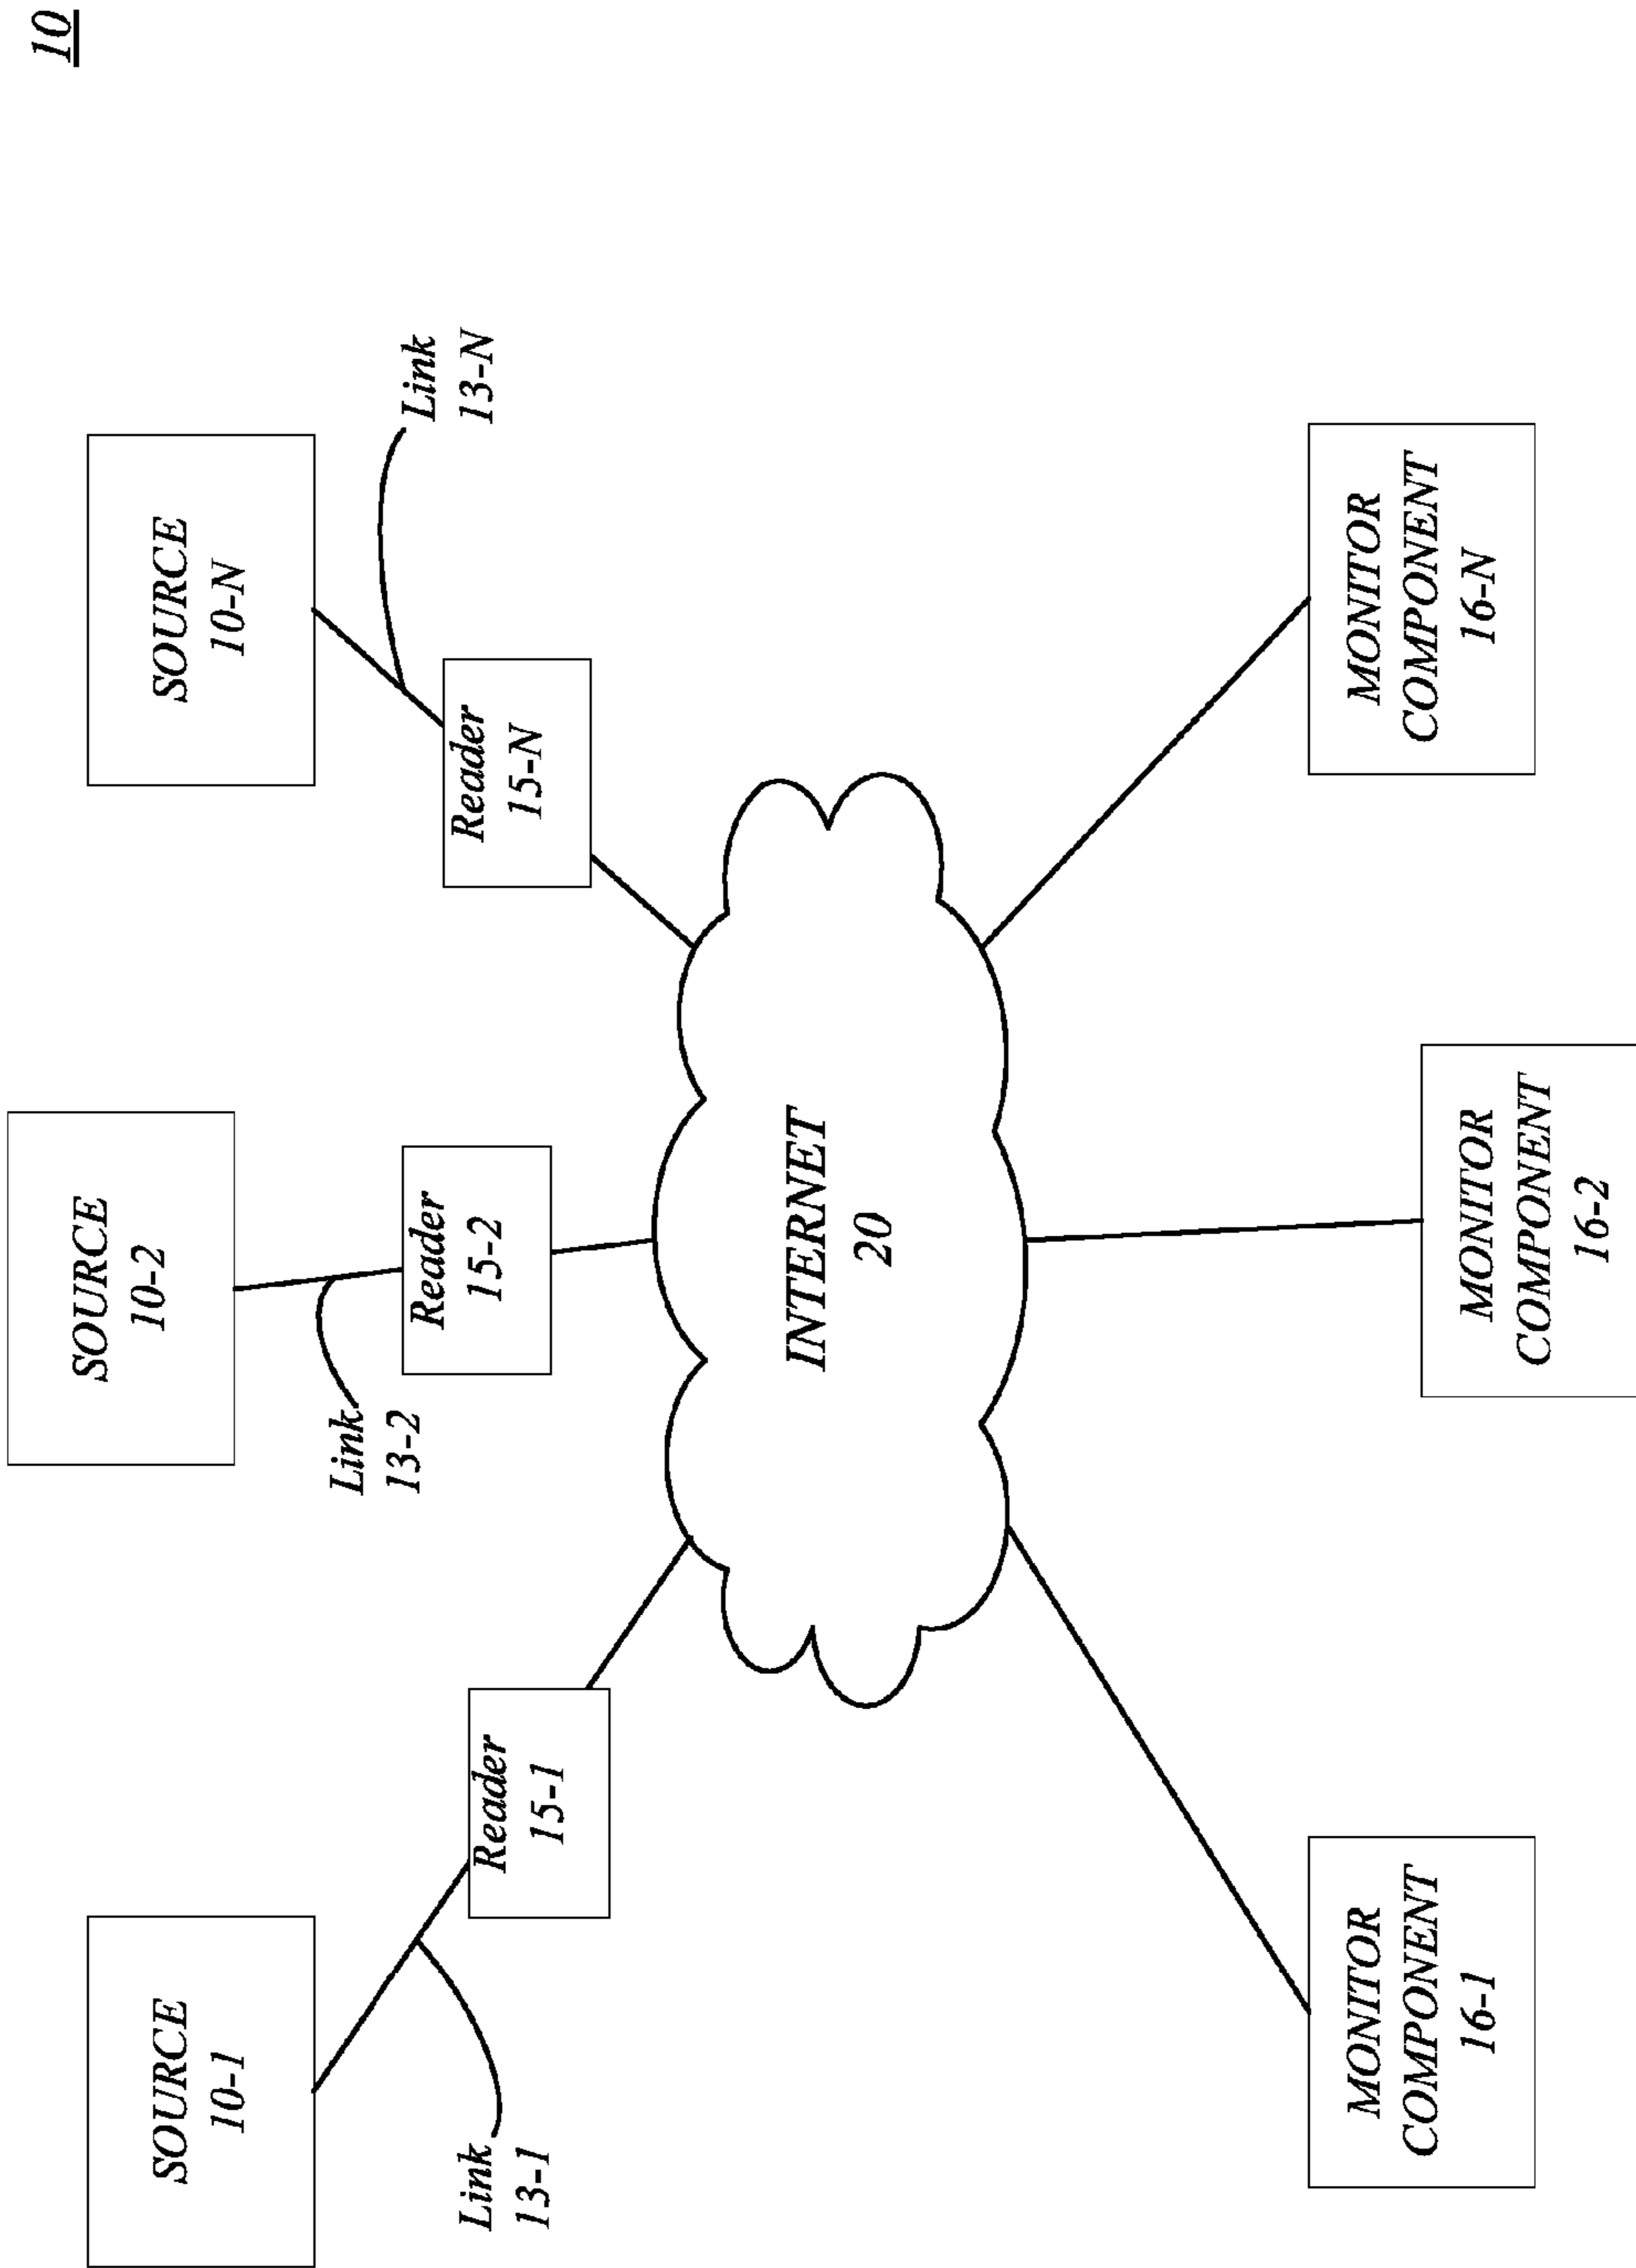 10
SOURCE
10-1
SOURCE
10-2
SOURCE
10-N
Link
13-1
Link
13-2
Link
13-N
Reader
15-1
Reader
15-2
Reader
15-N
INTERNET
20
MONITOR
COMPONENT
16-1
MONITOR
COMPONENT
16-2
MONITOR
COMPONENT
16-N